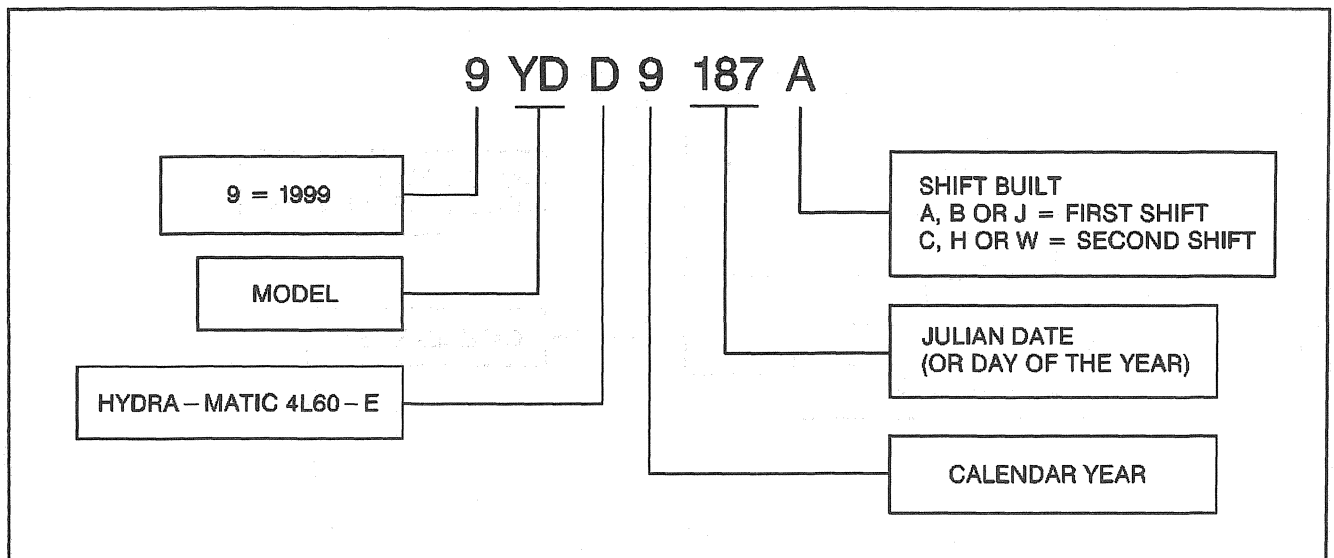 9 YD D 9 187 A
9 = 1999
MODEL
HYDRA-MATIC 4L60-E
SHIFT BUILT
A, B OR J = FIRST SHIFT
C, H OR W = SECOND SHIFT
JULIAN DATE
(OR DAY OF THE YEAR)
CALENDAR YEAR